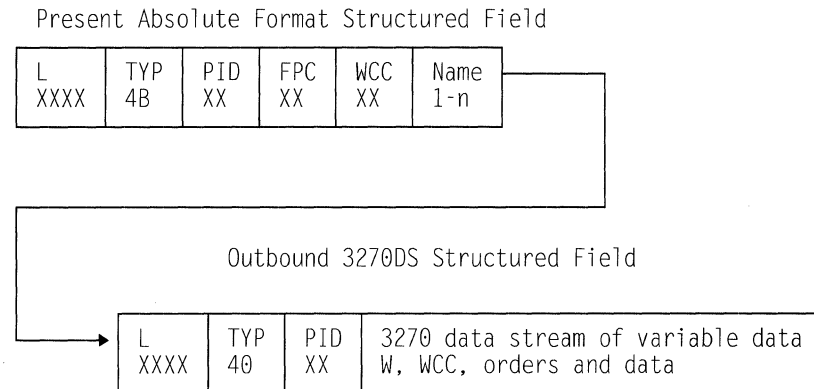 Present Absolute Format Structured Field
L TYP PID FPC WCC Name
XXXX 4B XX XX XX 1-n
Outbound 3270DS Structured Field
L TYP PID 3270 data stream of variable data
XXXX 40 XX W, WCC, orders and data